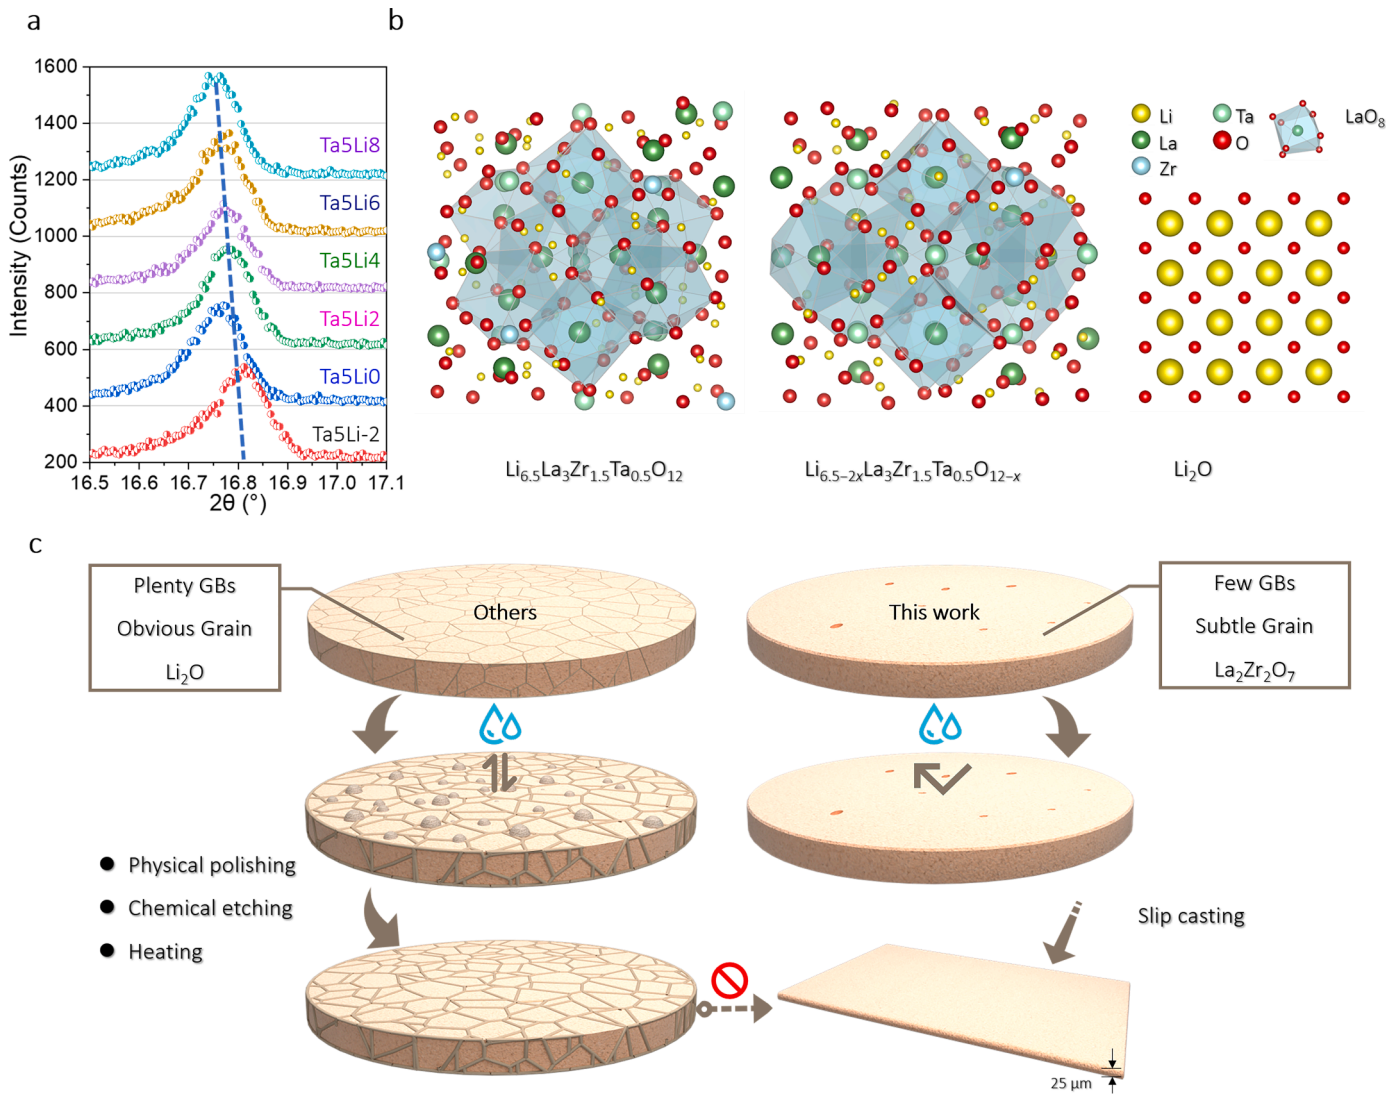 a
b
1600
1400
1200
1000
800
600
400
200
Intensity (Counts)
Ta5Li8
Ta5Li6
Ta5Li4
Ta5Li2
Ta5Li0
Ta5Li-2
16.5 16.6 16.7 16.8 16.9 17.0 17.1
2θ (°)
Li Ta LaO₈
La O
Zr
Li₆.₅La₃Zr₁.₅Ta₀.₅O₁₂
Li₆.₅₋₂ₓLa₃Zr₁.₅Ta₀.₅O₁₂₋ₓ
Li₂O
c
Plenty GBs
Obvious Grain
Li₂O
Others
This work
Few GBs
Subtle Grain
La₂Zr₂O₇
Physical polishing
Chemical etching
Heating
Slip casting
25 μm